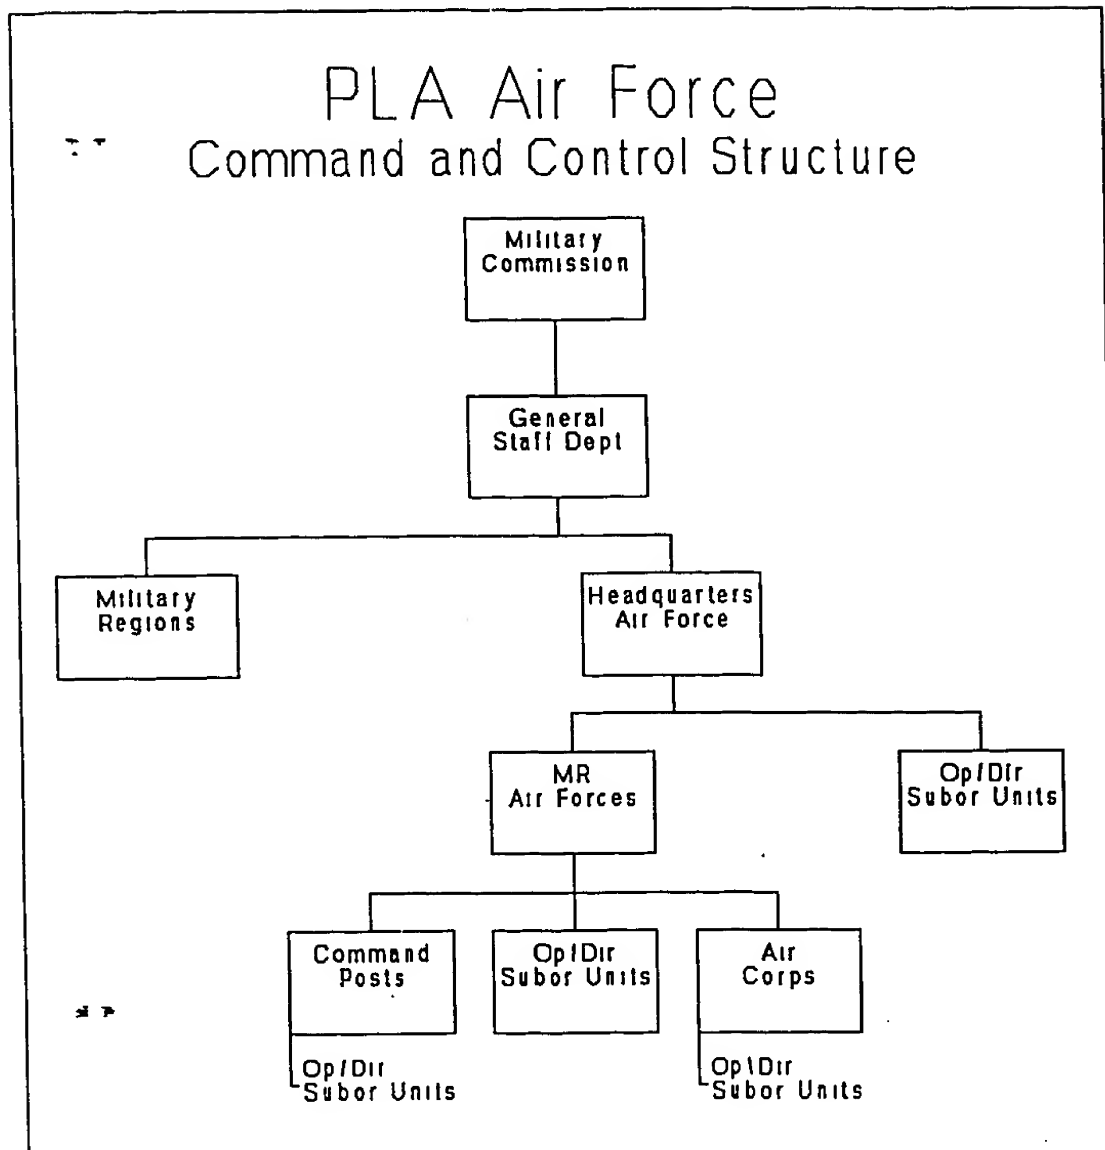 PLA Air Force
Command and Control Structure
Military
Commission
General
Staff Dept
Military
Regions
Headquarters
Air Force
MR
Air Forces
Op/Dir
Subor Units
Command
Posts
Op/Dir
Subor Units
Air
Corps
Op/Dir
Subor Units
Op\Dir
Subor Units